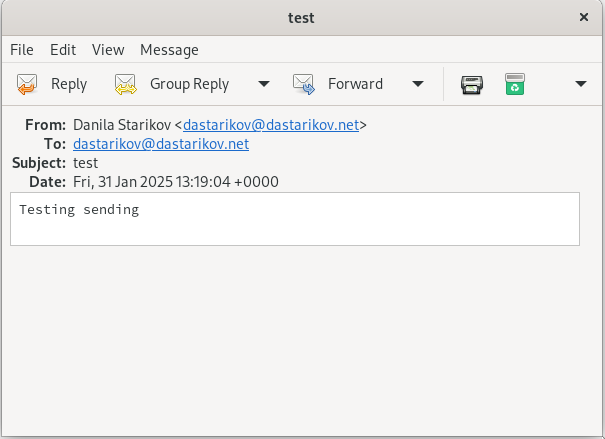 test
File Edit View Message
Reply Group Reply Forward
From: Danila Starikov <dastarikov@dastarikov.net>
To: dastarikov@dastarikov.net
Subject: test
Date: Fri, 31 Jan 2025 13:19:04 +0000
Testing sending